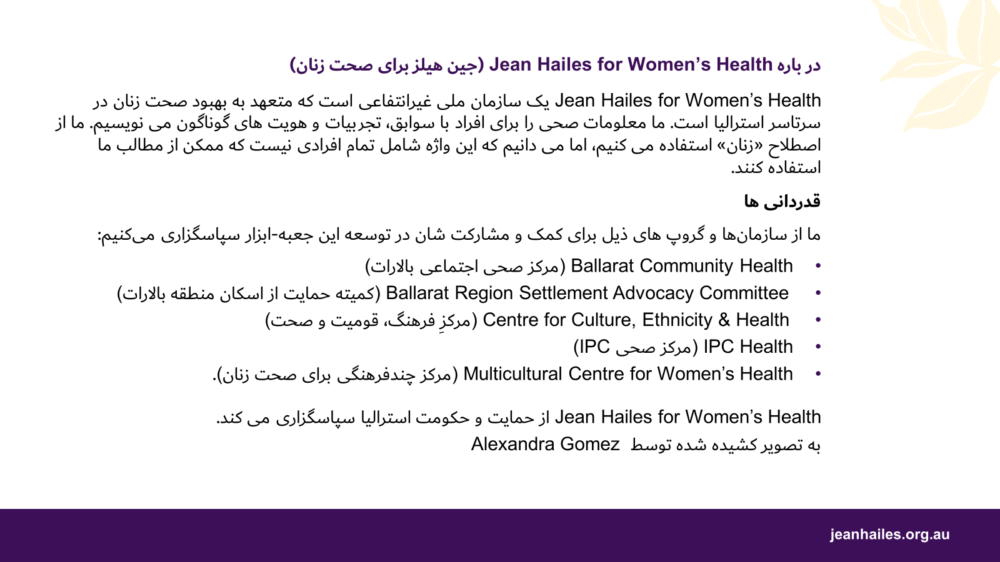 در باره Jean Hailes for Women’s Health (جین هیلز برای صحت زنان)
Jean Hailes for Women’s Health یک سازمان ملی غیرانتفاعی است که متعهد به بهبود صحت زنان در
سرتاسر استرالیا است. ما معلومات صحی را برای افراد با سوابق، تجربیات و هویت های گوناگون می نویسیم. ما از
اصطلاح «زنان» استفاده می کنیم، اما می دانیم که این واژه شامل تمام افرادی نیست که ممکن از مطالب ما
استفاده کنند.
قدردانی ها
ما از سازمان‌ها و گروپ های ذیل برای کمک و مشارکت شان در توسعه این جعبه-ابزار سپاسگزاری می‌کنیم:
• Ballarat Community Health (مرکز صحی اجتماعی بالارات)
• Ballarat Region Settlement Advocacy Committee (کمیته حمایت از اسکان منطقه بالارات)
• Centre for Culture, Ethnicity & Health (مرکزِ فرهنگ، قومیت و صحت)
• IPC Health (مرکز صحی IPC)
• Multicultural Centre for Women’s Health (مرکز چندفرهنگی برای صحت زنان).
Jean Hailes for Women’s Health از حمایت و حکومت استرالیا سپاسگزاری می کند.
به تصویر کشیده شده توسط Alexandra Gomez
jeanhailes.org.au